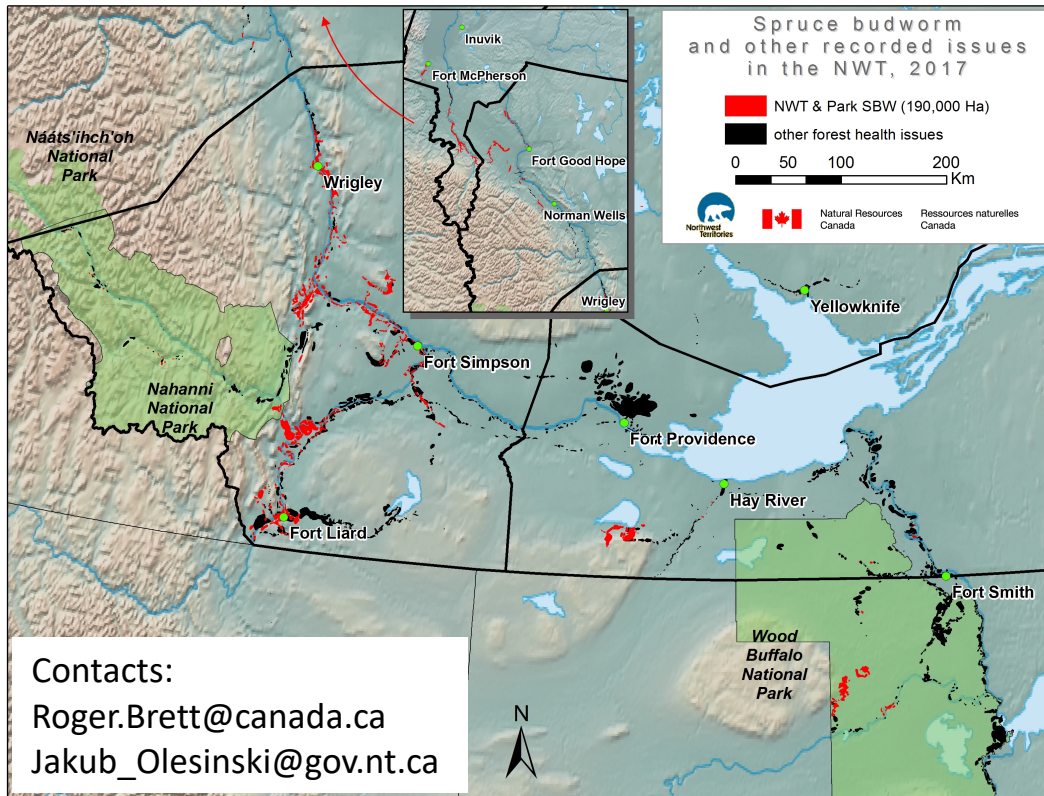 Spruce budworm
and other recorded issues
in the NWT, 2017
NWT & Park SBW (190,000 Ha)
other forest health issues
0 50 100 200
Km
Northwest
Territories
Natural Resources
Canada
Ressources naturelles
Canada
Inuvik
Fort McPherson
Fort Good Hope
Norman Wells
Wrigley
Nááts'ihch'oh
National
Park
Wrigley
Yellowknife
Fort Simpson
Nahanni
National
Park
Fort Providence
Hay River
Fort Liard
Fort Smith
Wood
Buffalo
National
Park
N
Contacts:
Roger.Brett@canada.ca
Jakub_Olesinski@gov.nt.ca